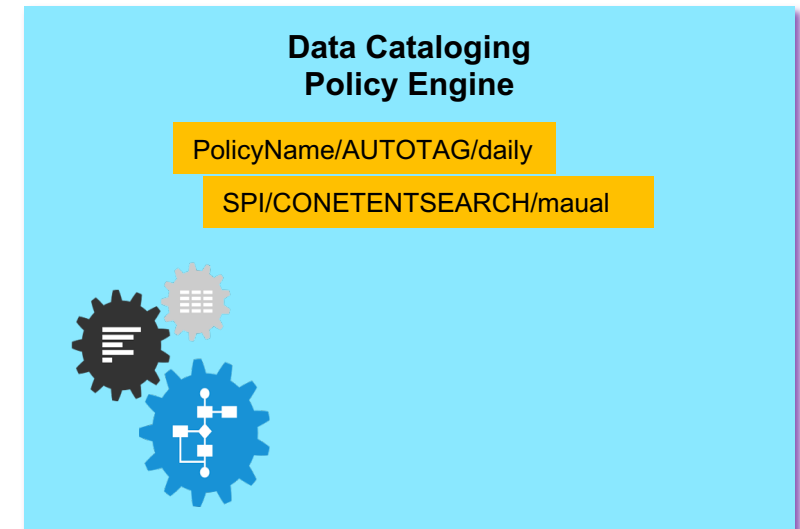 Data Cataloging
Policy Engine
PolicyName/AUTOTAG/daily
SPI/CONETENTSEARCH/maual